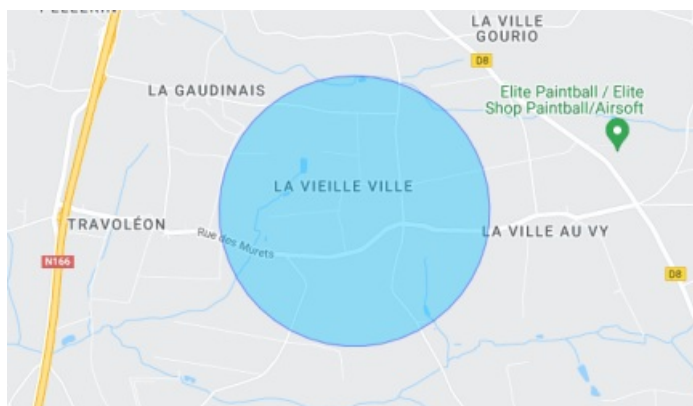 LA VILLE
GOURIO
D8
LA GAUDINAIS
Elite Paintball / Elite
Shop Paintball/Airsoft
LA VIEILLE VILLE
TRAVOLÉON
Rue des Murets
LA VILLE AU VY
N166
D8